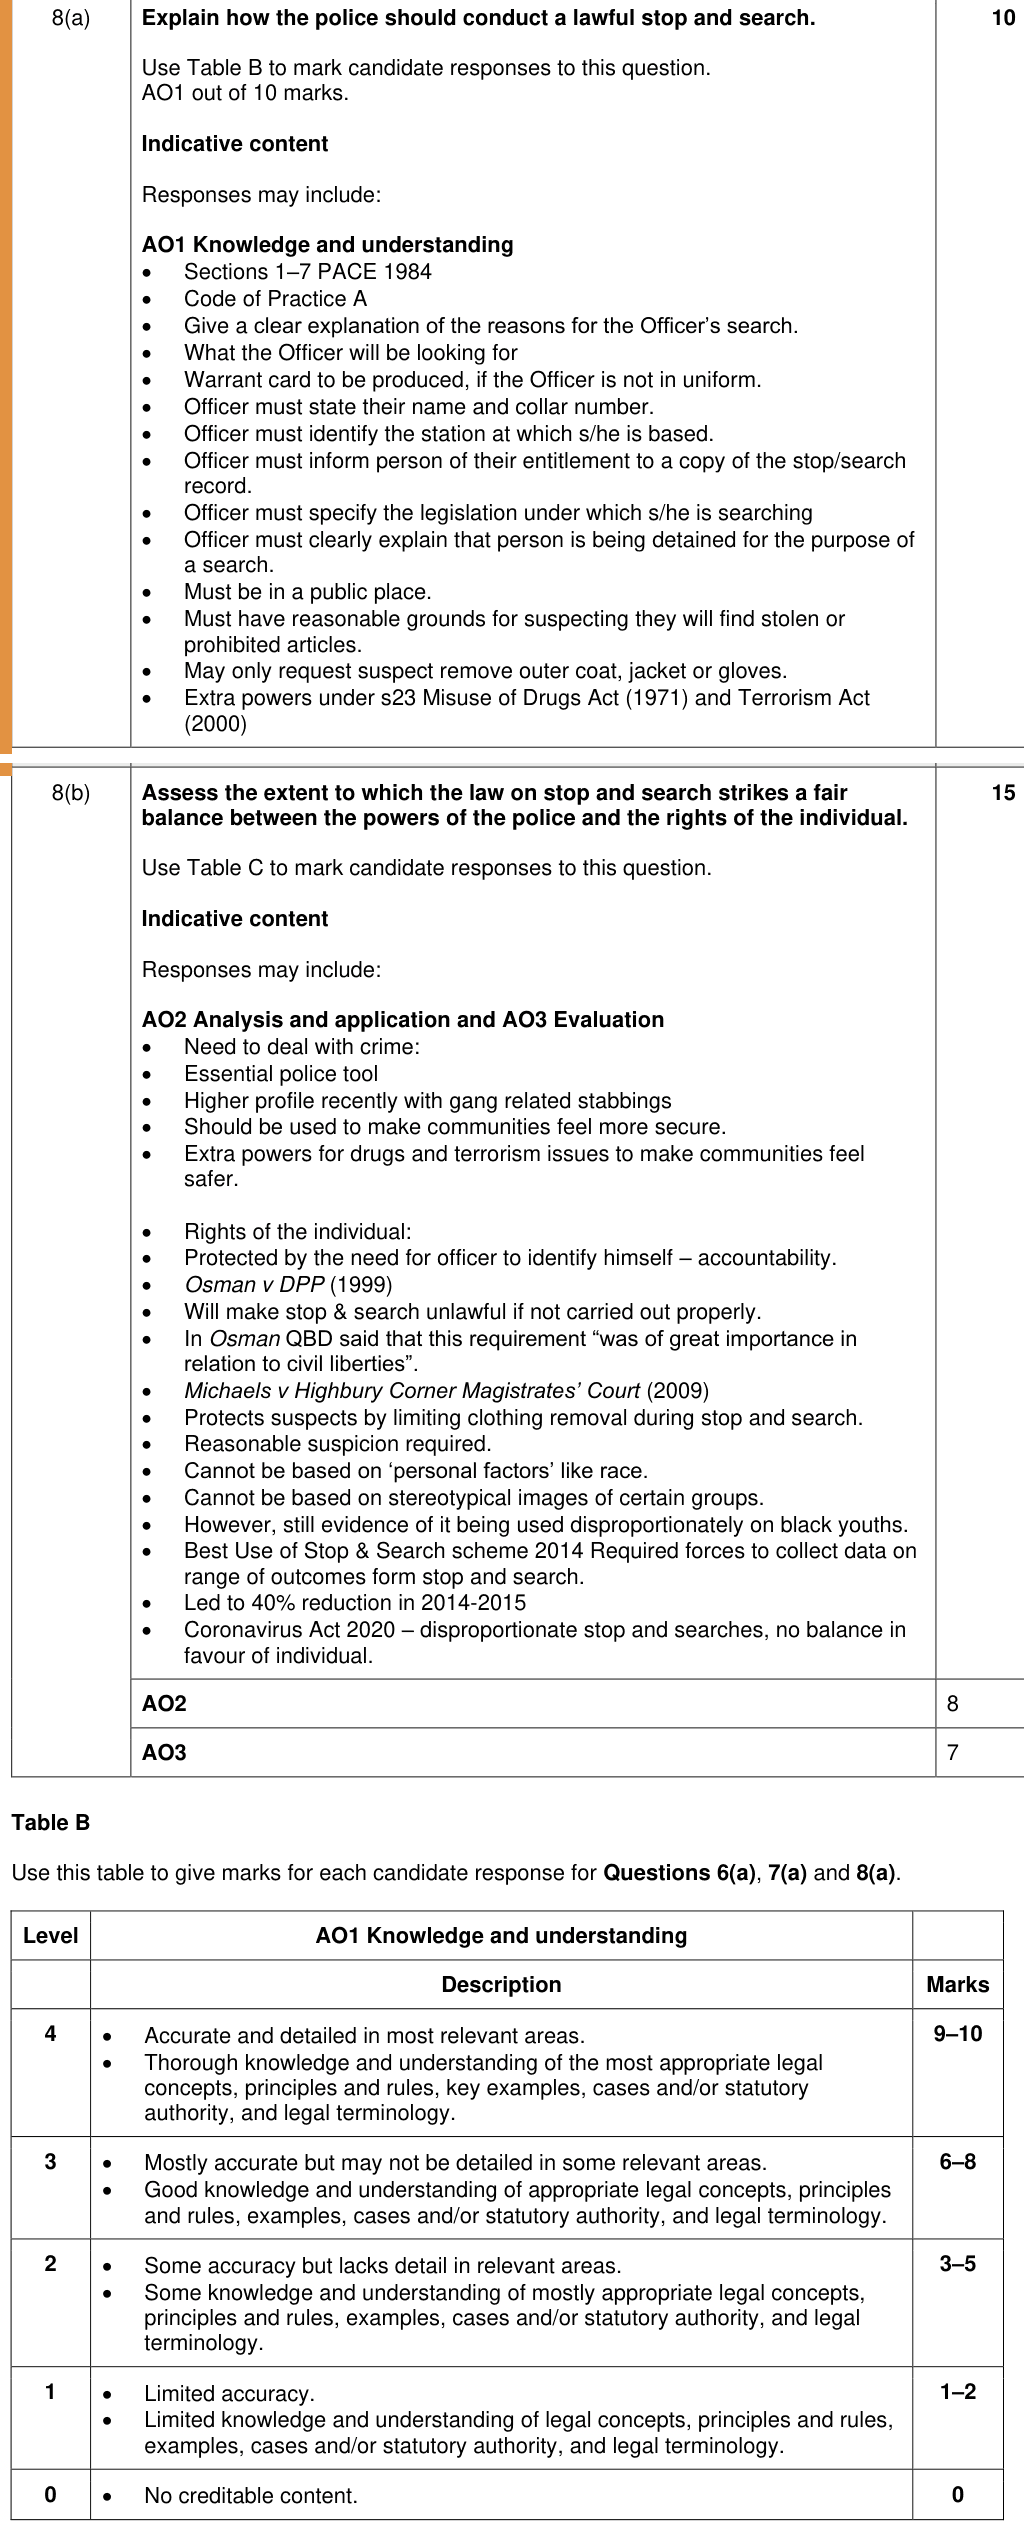 8(a) Explain how the police should conduct a lawful stop and search. 10
Use Table B to mark candidate responses to this question.
AO1 out of 10 marks.
Indicative content
Responses may include:
AO1 Knowledge and understanding
• Sections 1–7 PACE 1984
• Code of Practice A
• Give a clear explanation of the reasons for the Officer's search.
• What the Officer will be looking for
• Warrant card to be produced, if the Officer is not in uniform.
• Officer must state their name and collar number.
• Officer must identify the station at which s/he is based.
• Officer must inform person of their entitlement to a copy of the stop/search
record.
• Officer must specify the legislation under which s/he is searching
• Officer must clearly explain that person is being detained for the purpose of
a search.
• Must be in a public place.
• Must have reasonable grounds for suspecting they will find stolen or
prohibited articles.
• May only request suspect remove outer coat, jacket or gloves.
• Extra powers under s23 Misuse of Drugs Act (1971) and Terrorism Act
(2000)
8(b) Assess the extent to which the law on stop and search strikes a fair 15
balance between the powers of the police and the rights of the individual.
Use Table C to mark candidate responses to this question.
Indicative content
Responses may include:
AO2 Analysis and application and AO3 Evaluation
• Need to deal with crime:
• Essential police tool
• Higher profile recently with gang related stabbings
• Should be used to make communities feel more secure.
• Extra powers for drugs and terrorism issues to make communities feel
safer.
• Rights of the individual:
• Protected by the need for officer to identify himself – accountability.
• Osman v DPP (1999)
• Will make stop & search unlawful if not carried out properly.
• In Osman QBD said that this requirement “was of great importance in
relation to civil liberties”.
• Michaels v Highbury Corner Magistrates’ Court (2009)
• Protects suspects by limiting clothing removal during stop and search.
• Reasonable suspicion required.
• Cannot be based on ‘personal factors’ like race.
• Cannot be based on stereotypical images of certain groups.
• However, still evidence of it being used disproportionately on black youths.
• Best Use of Stop & Search scheme 2014 Required forces to collect data on
range of outcomes form stop and search.
• Led to 40% reduction in 2014-2015
• Coronavirus Act 2020 – disproportionate stop and searches, no balance in
favour of individual.
AO2 8
AO3 7
Table B
Use this table to give marks for each candidate response for Questions 6(a), 7(a) and 8(a).
Level AO1 Knowledge and understanding
Description Marks
4 • Accurate and detailed in most relevant areas. 9–10
• Thorough knowledge and understanding of the most appropriate legal
concepts, principles and rules, key examples, cases and/or statutory
authority, and legal terminology.
3 • Mostly accurate but may not be detailed in some relevant areas. 6–8
• Good knowledge and understanding of appropriate legal concepts, principles
and rules, examples, cases and/or statutory authority, and legal terminology.
2 • Some accuracy but lacks detail in relevant areas. 3–5
• Some knowledge and understanding of mostly appropriate legal concepts,
principles and rules, examples, cases and/or statutory authority, and legal
terminology.
1 • Limited accuracy. 1–2
• Limited knowledge and understanding of legal concepts, principles and rules,
examples, cases and/or statutory authority, and legal terminology.
0 • No creditable content. 0